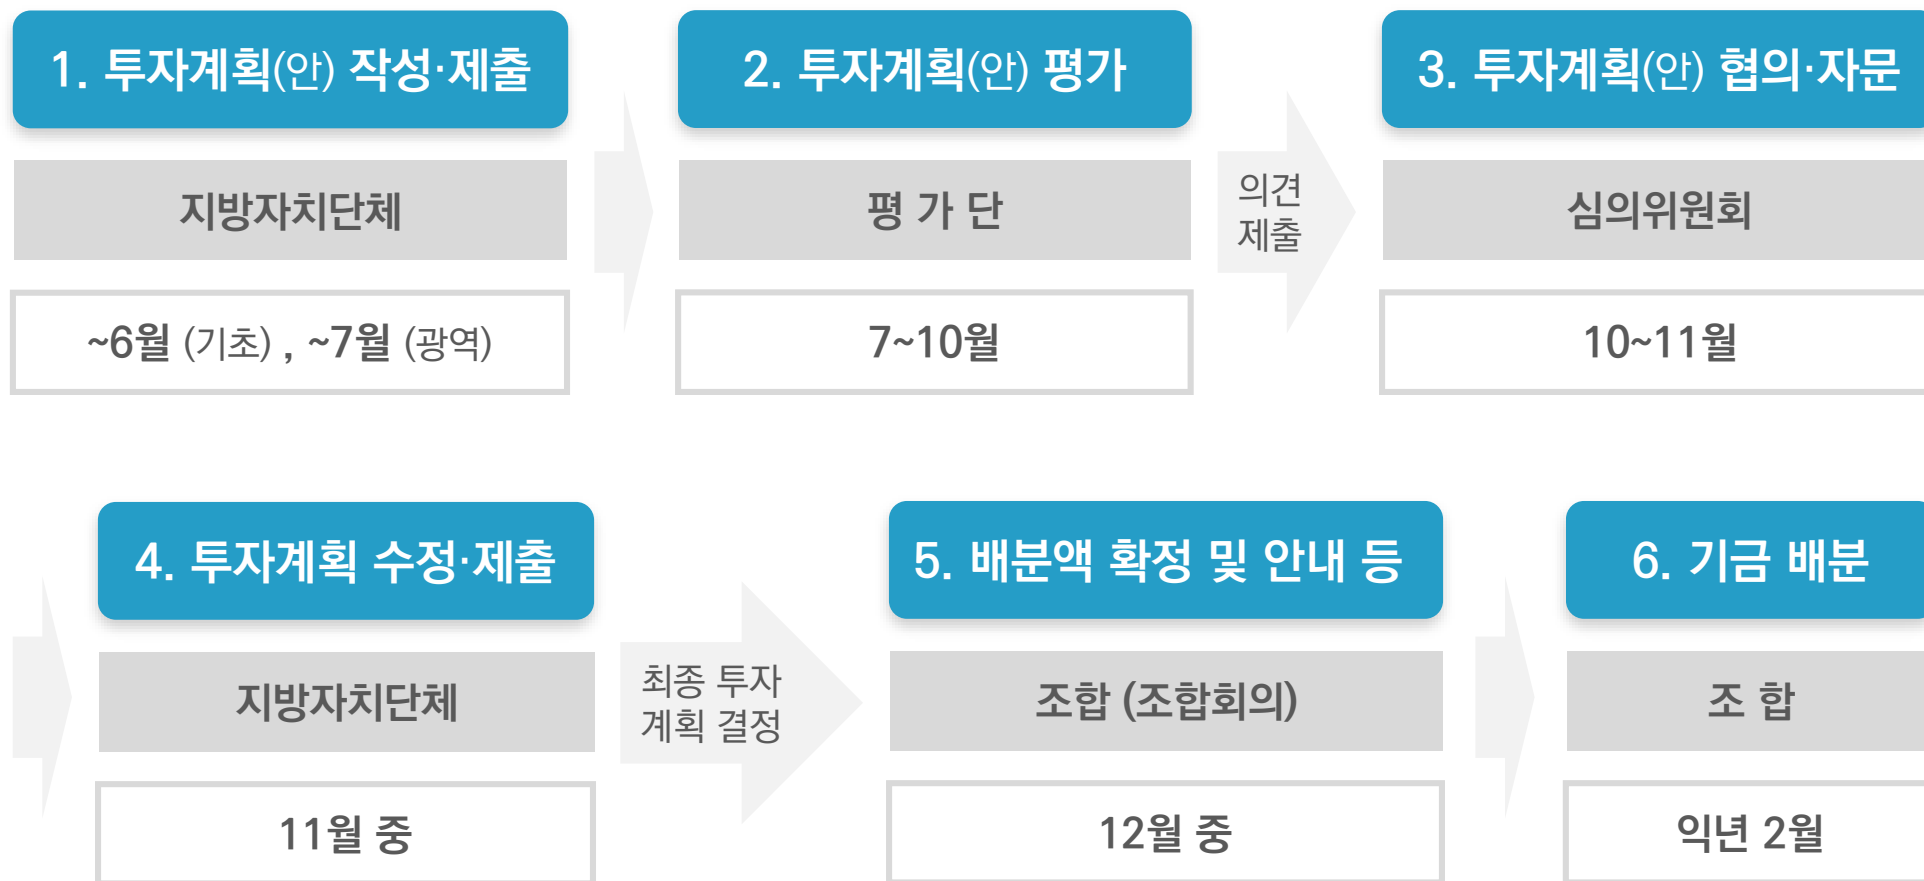 1. 투자계획(안) 작성·제출
지방자치단체
~6월 (기초) , ~7월 (광역)
2. 투자계획(안) 평가
평 가 단
7~10월
의견
제출
3. 투자계획(안) 협의·자문
심의위원회
10~11월
4. 투자계획 수정·제출
지방자치단체
11월 중
최종 투자
계획 결정
5. 배분액 확정 및 안내 등
조합 (조합회의)
12월 중
6. 기금 배분
조 합
익년 2월